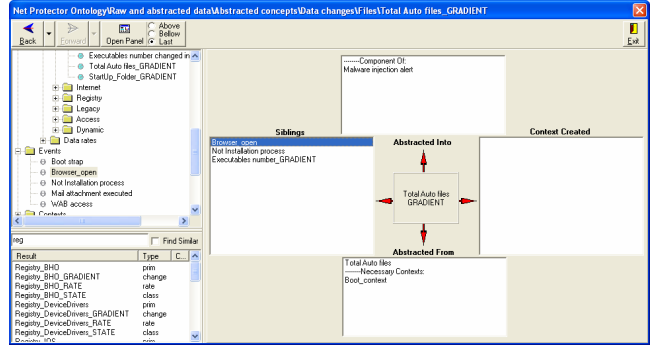 Net Protector Ontology\Raw and abstracted data\Abstracted concepts\Data changes\Files\Total Auto files_GRADIENT
Back
Forward
Open Panel
Above
Bellow
Last
Exit
Executables number changed in
Total Auto files_GRADIENT
StartUp_Folder_GRADIENT
Internet
Registry
Legacy
Access
Dynamic
Data rates
Events
Boot strap
Browser_open
Not Installation process
Mail attachment executed
WAB access
Contexts
reg
Find Similar
Result Type C...
Registry_BHO prim
Registry_BHO_GRADIENT change
Registry_BHO_RATE rate
Registry_BHO_STATE class
Registry_DeviceDrivers prim
Registry_DeviceDrivers_GRADIENT change
Registry_DeviceDrivers_RATE rate
Registry_DeviceDrivers_STATE class
-------Component Of:
Malware injection alert
Siblings
Browser_open
Not Installation process
Executables number_GRADIENT
Abstracted Into
Total Auto files
GRADIENT
Abstracted From
Context Created
Total Auto files
-------Necessary Contexts:
Boot_context